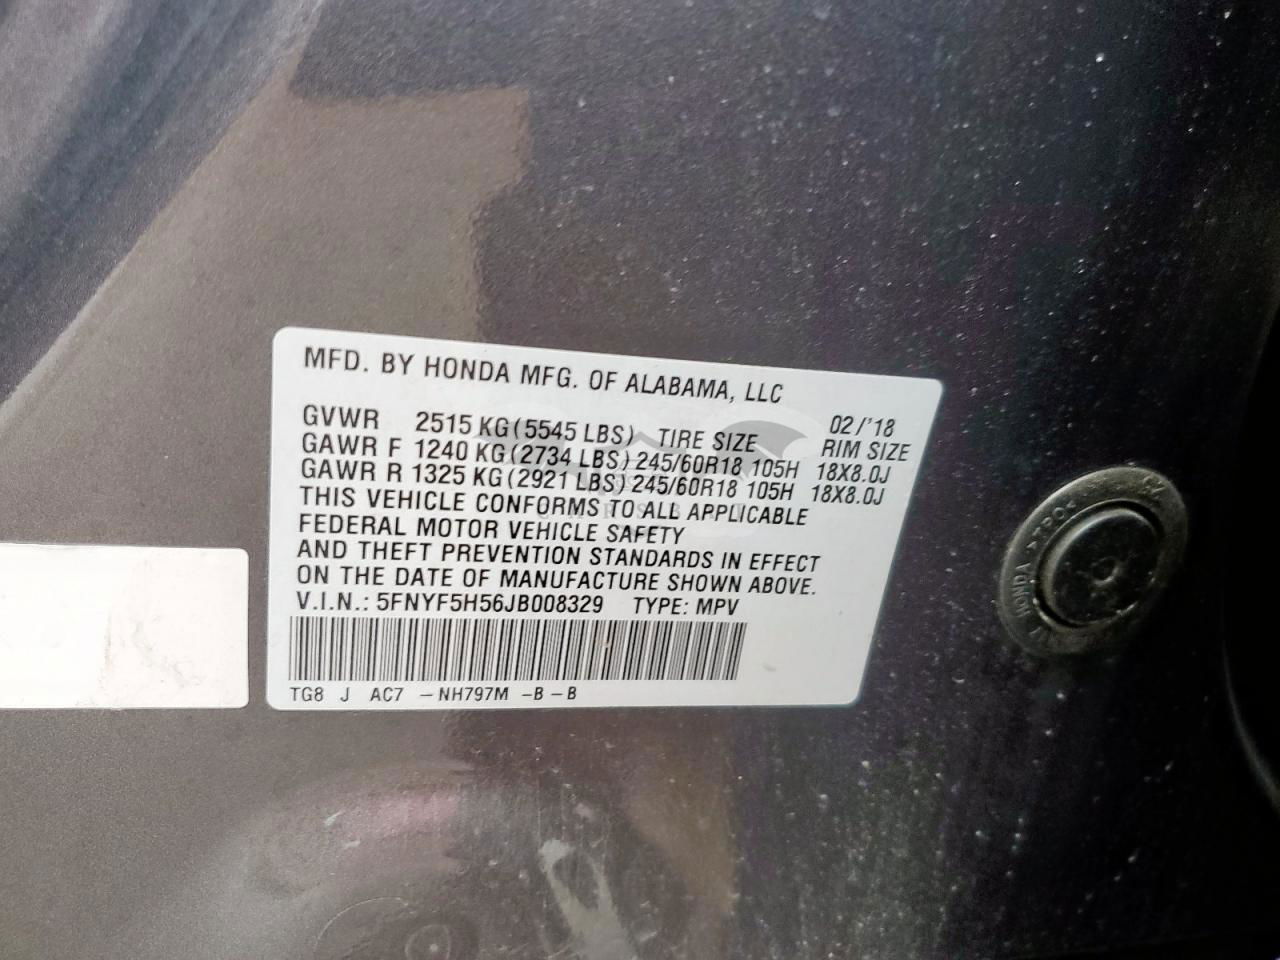 MFD. BY HONDA MFG. OF ALABAMA, LLC
02/'18
GVWR 2515 KG(5545 LBS) TIRE SIZE RIM SIZE
GAWR F 1240 KG(2734 LBS)245/60R18 105H 18X8.0J
GAWR R 1325 KG(2921 LBS)245/60R18 105H 18X8.0J
THIS VEHICLE CONFORMS TO ALL APPLICABLE
FEDERAL MOTOR VEHICLE SAFETY
AND THEFT PREVENTION STANDARDS IN EFFECT
ON THE DATE OF MANUFACTURE SHOWN ABOVE.
V.I.N.: 5FNYF5H56JB008329 TYPE: MPV
TG8 J AC7 -NH797M -B-B
HONDA